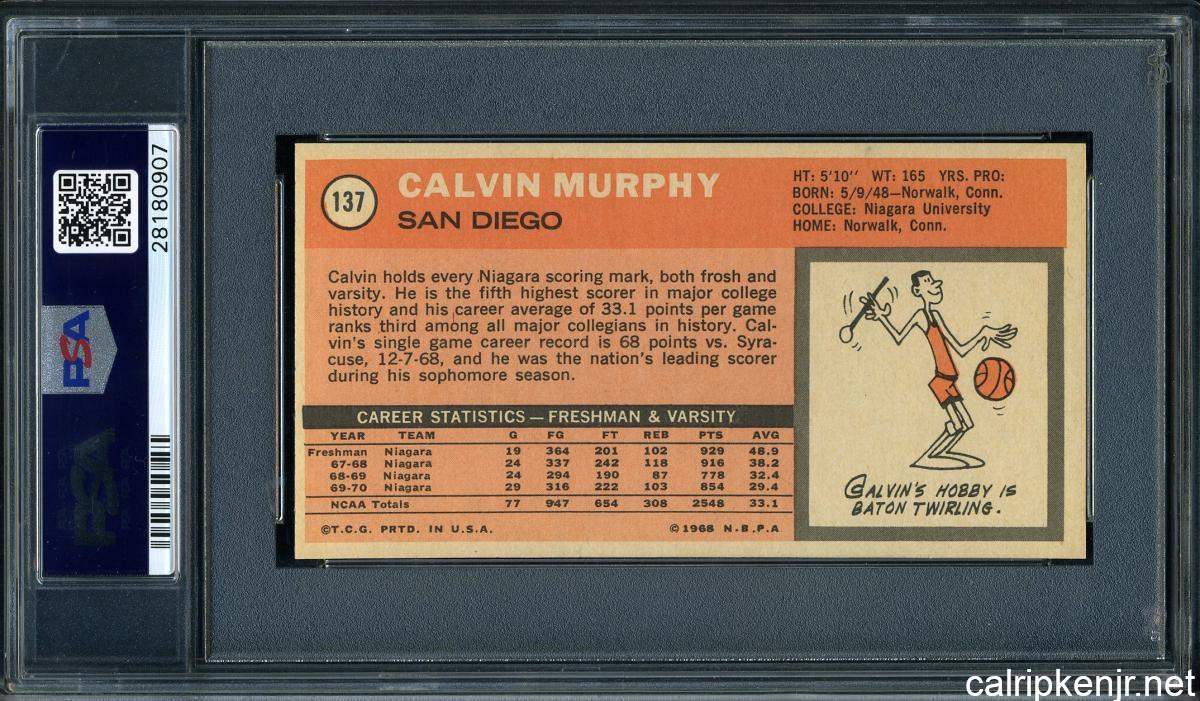 28180907
PSA
PSA
137
CALVIN MURPHY
SAN DIEGO
HT: 5'10" WT: 165 YRS. PRO:
BORN: 5/9/48—Norwalk, Conn.
COLLEGE: Niagara University
HOME: Norwalk, Conn.
Calvin holds every Niagara scoring mark, both frosh and
varsity. He is the fifth highest scorer in major college
history and his career average of 33.1 points per game
ranks third among all major collegians in history. Cal-
vin's single game career record is 68 points vs. Syra-
cuse, 12-7-68, and he was the nation's leading scorer
during his sophomore season.
CAREER STATISTICS — FRESHMAN & VARSITY
YEAR TEAM G FG FT REB PTS AVG
Freshman Niagara 19 364 201 102 929 48.9
67-68 Niagara 24 337 242 118 916 38.2
68-69 Niagara 24 294 190 87 778 32.4
69-70 Niagara 29 316 222 103 854 29.4
NCAA Totals 77 947 654 308 2548 33.1
©T.C.G. PRTD. IN U.S.A. ©1968 N.B.P.A
CALVIN'S HOBBY IS
BATON TWIRLING.
calripkenjr.net